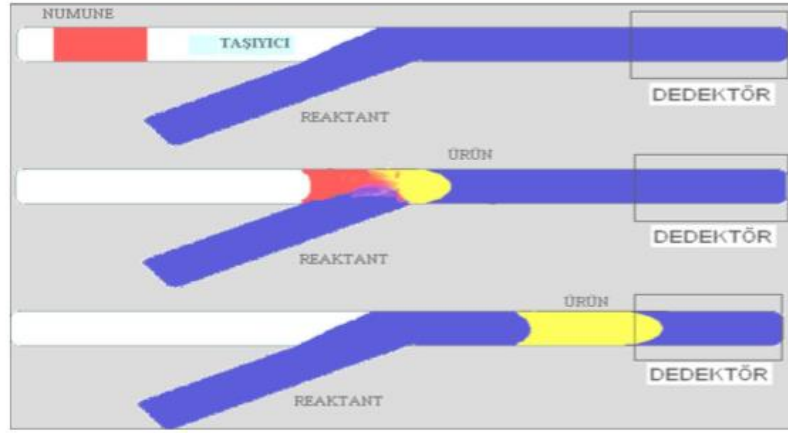 NUMUNE
TAŞIYICI
DEDEKTÖR
REAKTANT
ÜRÜN
DEDEKTÖR
REAKTANT
ÜRÜN
DEDEKTÖR
REAKTANT